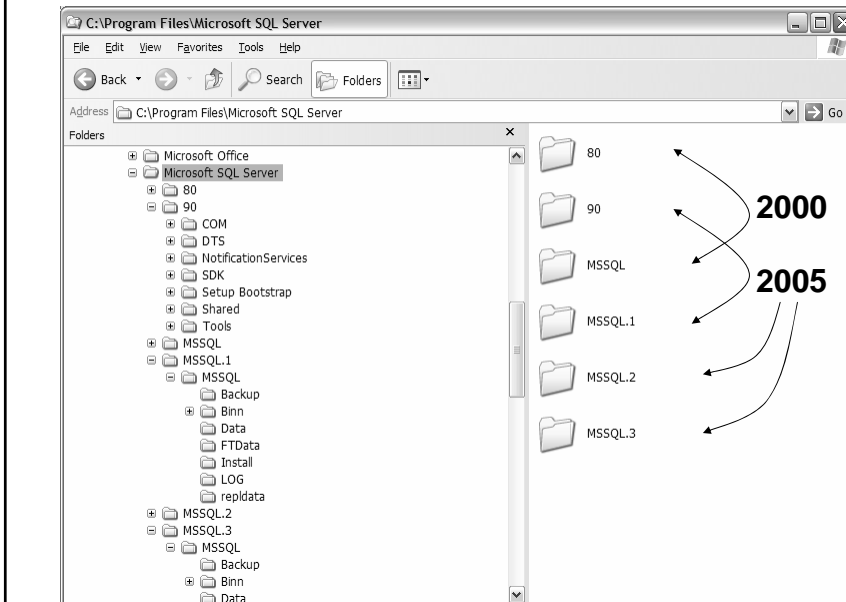 C:\Program Files\Microsoft SQL Server
File Edit View Favorites Tools Help
Back Search Folders
Address C:\Program Files\Microsoft SQL Server Go
Folders
Microsoft Office
Microsoft SQL Server
80
90
COM
DTS
NotificationServices
SDK
Setup Bootstrap
Shared
Tools
MSSQL
MSSQL.1
MSSQL
Backup
Binn
Data
FTData
Install
LOG
repldata
MSSQL.2
MSSQL.3
MSSQL
Backup
Binn
Data
80
90
MSSQL
MSSQL.1
MSSQL.2
MSSQL.3
2000
2005